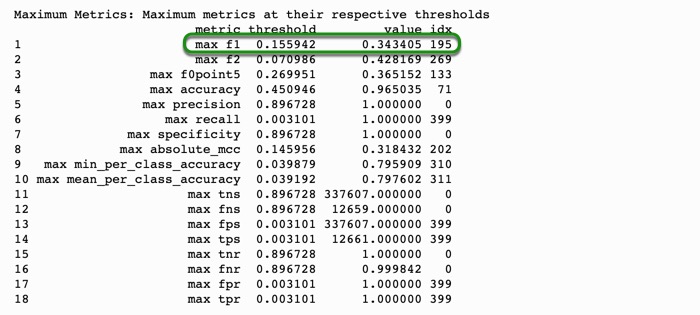 Maximum Metrics: Maximum metrics at their respective thresholds
metric threshold value idx
1 max f1 0.155942 0.343405 195
2 max f2 0.070986 0.428169 269
3 max f0point5 0.269951 0.365152 133
4 max accuracy 0.450946 0.965035 71
5 max precision 0.896728 1.000000 0
6 max recall 0.003101 1.000000 399
7 max specificity 0.896728 1.000000 0
8 max absolute_mcc 0.145956 0.318432 202
9 max min_per_class_accuracy 0.039879 0.795909 310
10 max mean_per_class_accuracy 0.039192 0.797602 311
11 max tns 0.896728 337607.000000 0
12 max fns 0.896728 12659.000000 0
13 max fps 0.003101 337607.000000 399
14 max tps 0.003101 12661.000000 399
15 max tnr 0.896728 1.000000 0
16 max fnr 0.896728 0.999842 0
17 max fpr 0.003101 1.000000 399
18 max tpr 0.003101 1.000000 399